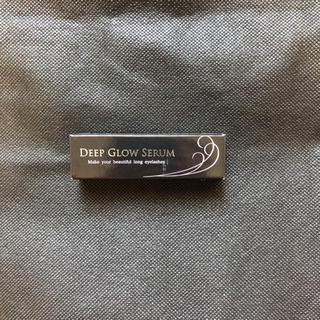 DEEP GLOW SERUM
Make your beautiful long eyelashes